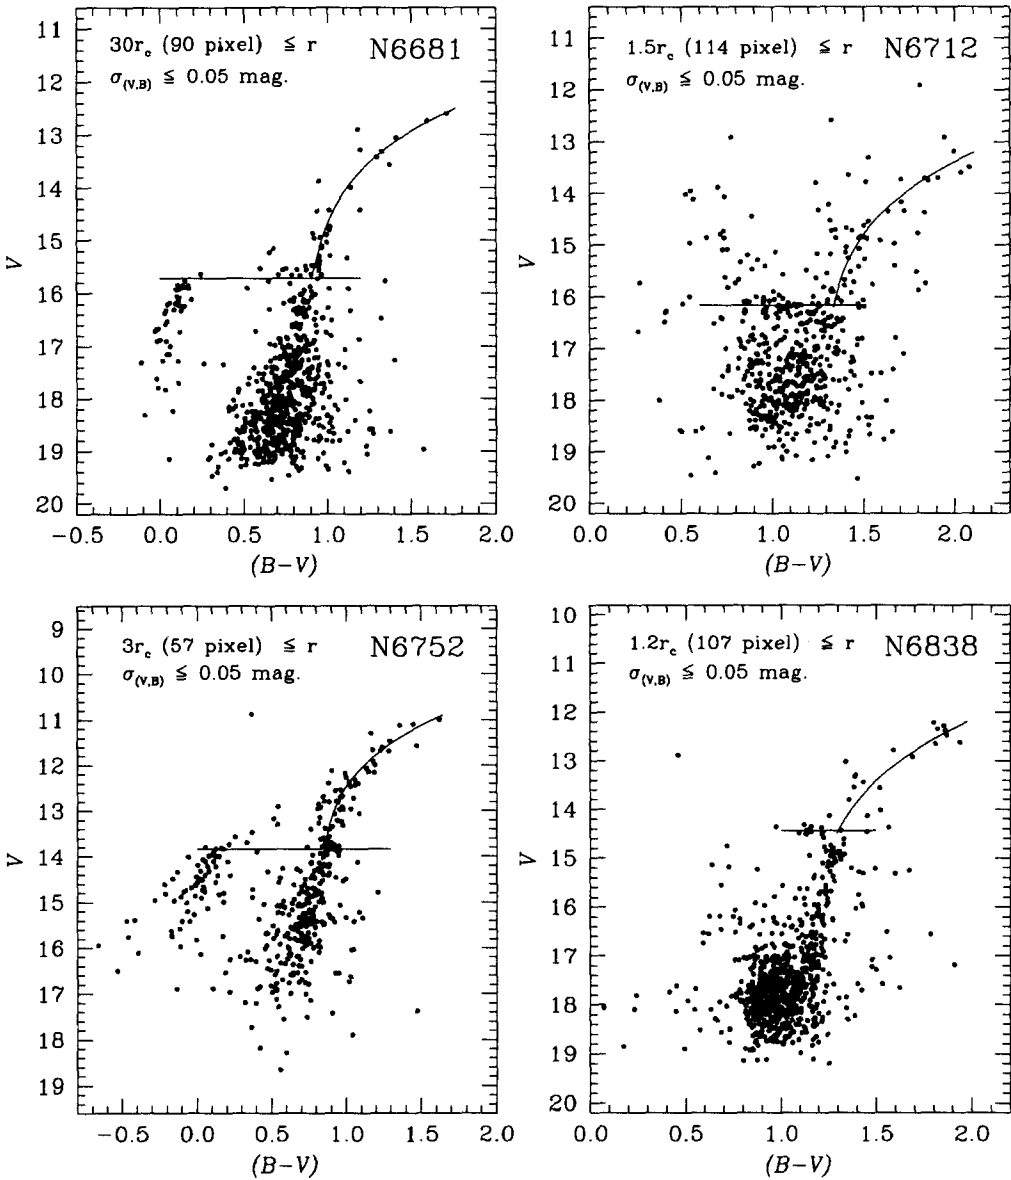 30r_c (90 pixel) ≦ r
N6681
σ_(V,B) ≦ 0.05 mag.
11
12
13
14
15
16
17
18
19
20
V
−0.5 0.0 0.5 1.0 1.5 2.0
(B−V)
1.5r_c (114 pixel) ≦ r
N6712
σ_(V,B) ≦ 0.05 mag.
11
12
13
14
15
16
17
18
19
20
V
0.0 0.5 1.0 1.5 2.0
(B−V)
3r_c (57 pixel) ≦ r
N6752
σ_(V,B) ≦ 0.05 mag.
9
10
11
12
13
14
15
16
17
18
19
V
−0.5 0.0 0.5 1.0 1.5 2.0
(B−V)
1.2r_c (107 pixel) ≦ r
N6838
σ_(V,B) ≦ 0.05 mag.
10
11
12
13
14
15
16
17
18
19
20
V
0.0 0.5 1.0 1.5 2.0
(B−V)